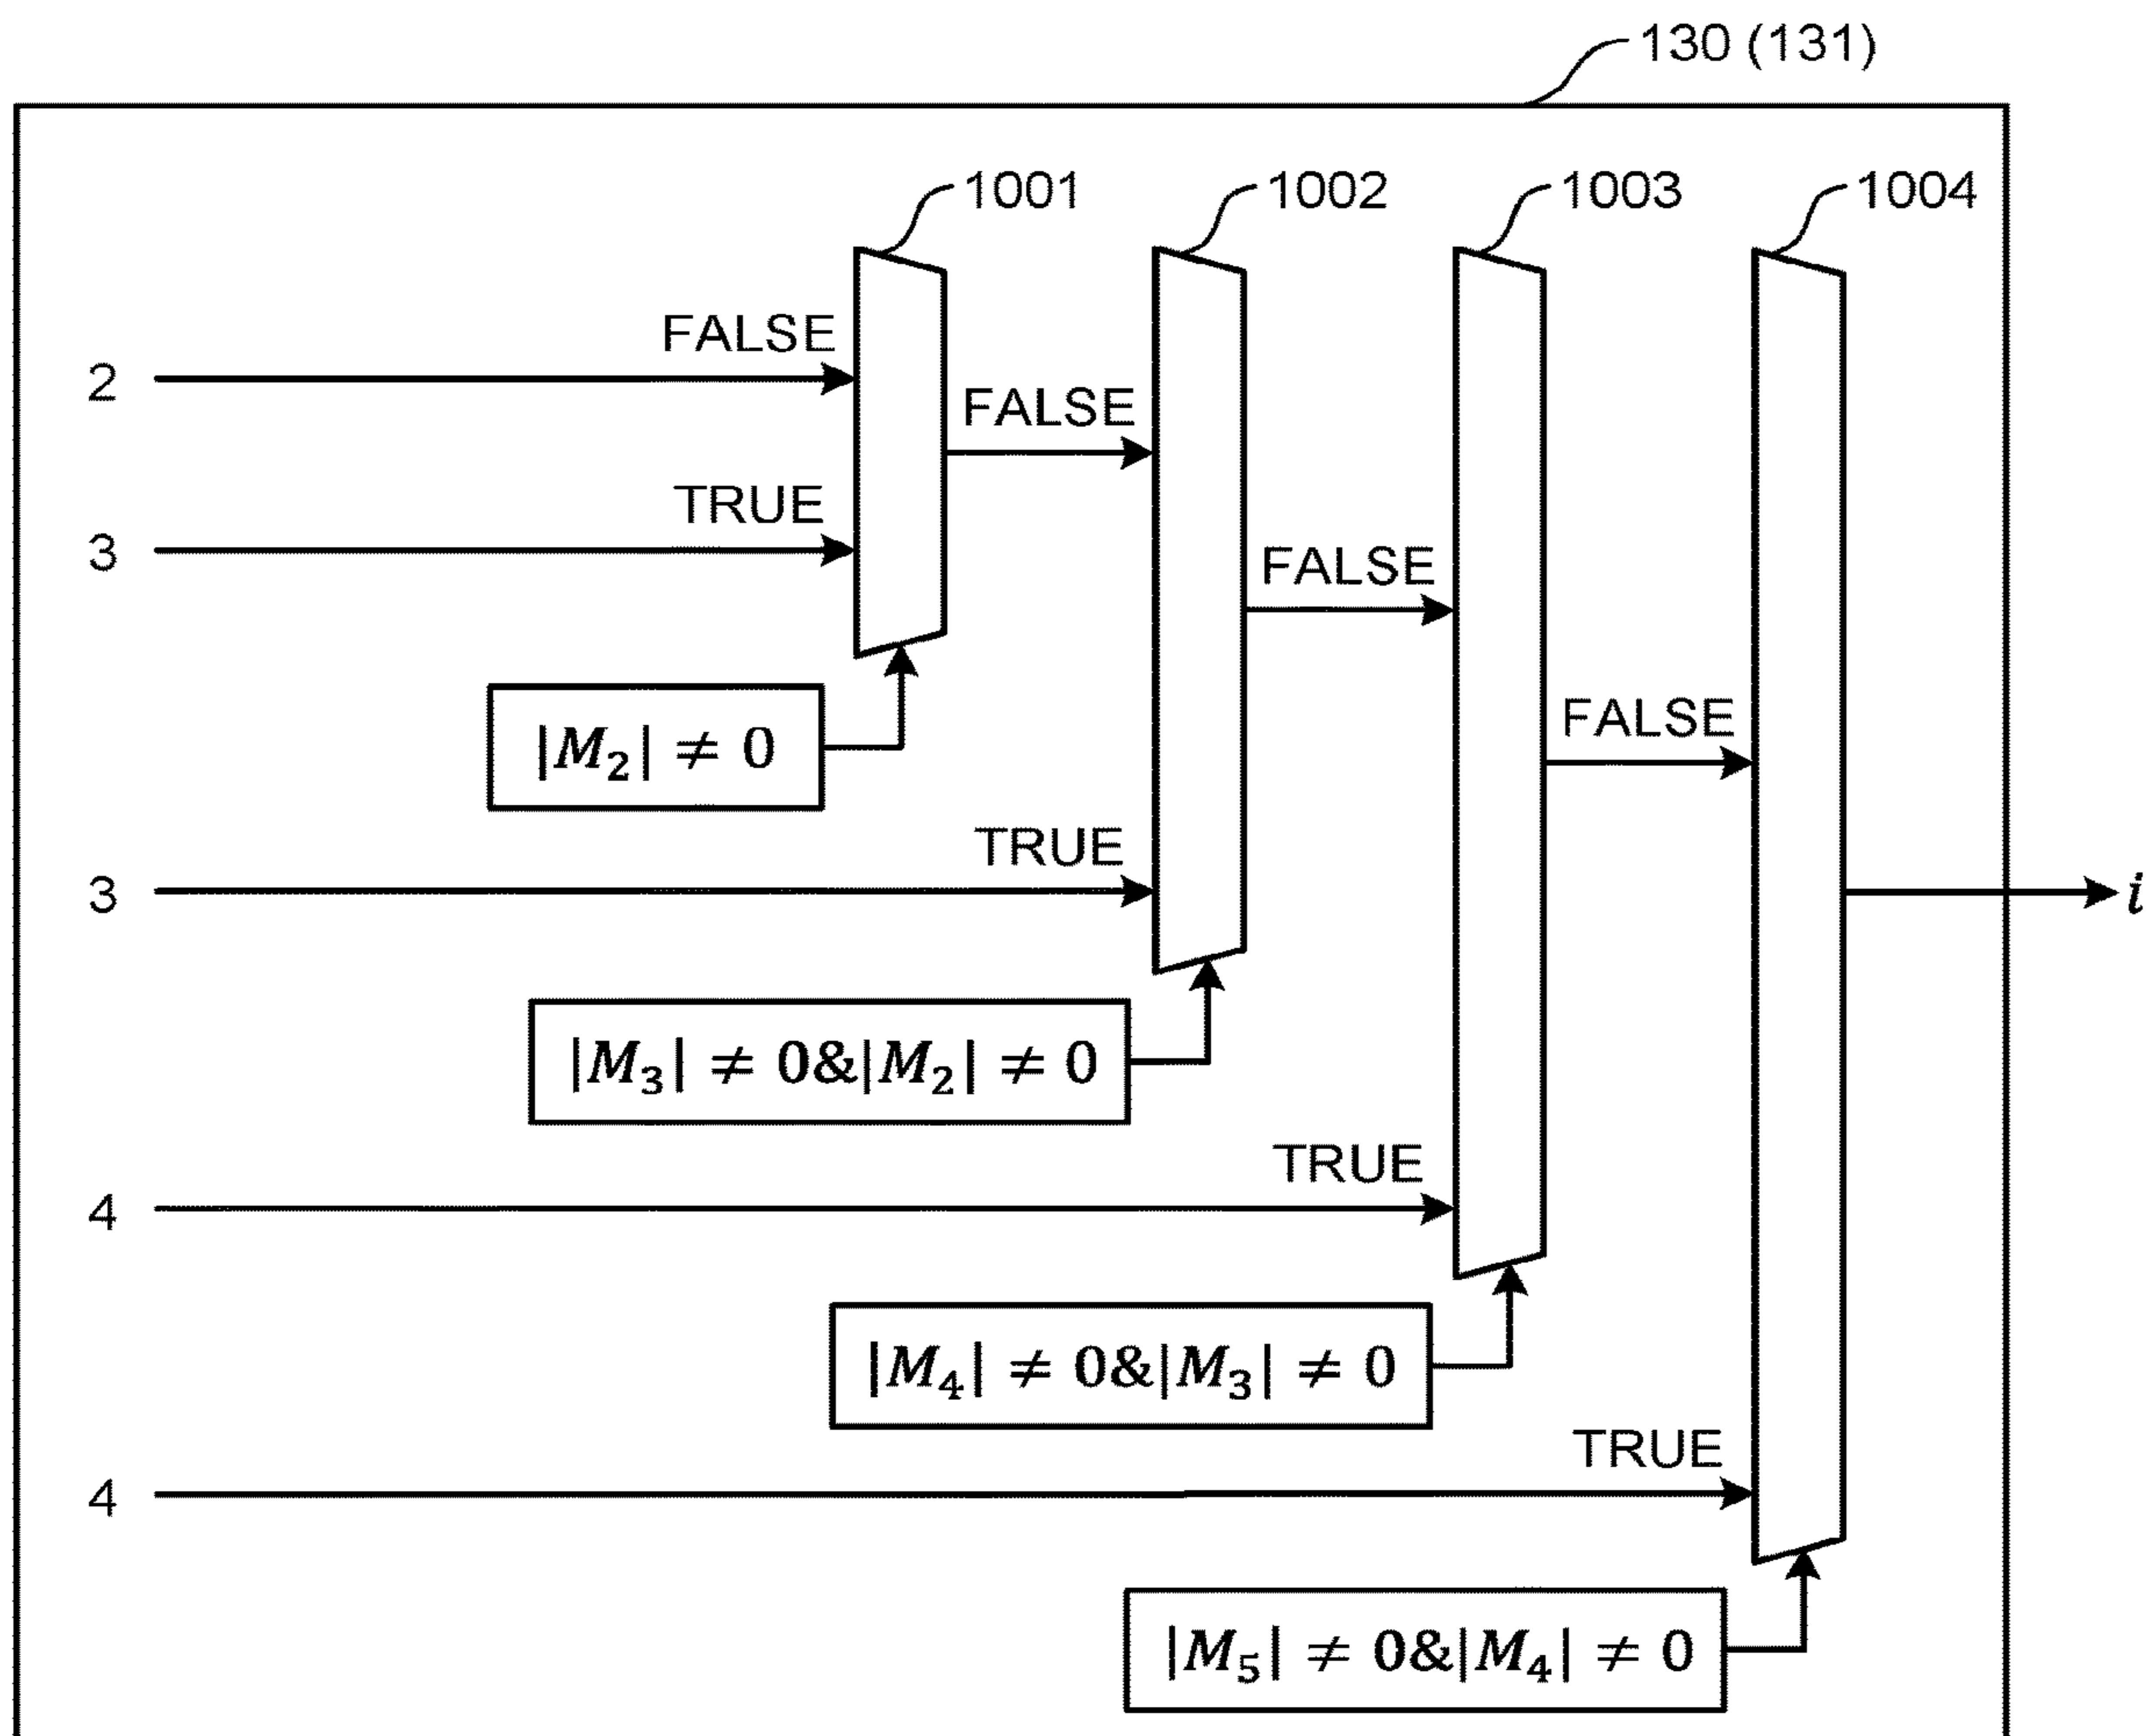 130 (131)
1001
1002
1003
1004
FALSE
2
FALSE
TRUE
3
FALSE
FALSE
|M₂| ≠ 0
TRUE
3
i
|M₃| ≠ 0&|M₂| ≠ 0
TRUE
4
|M₄| ≠ 0&|M₃| ≠ 0
TRUE
4
|M₅| ≠ 0&|M₄| ≠ 0